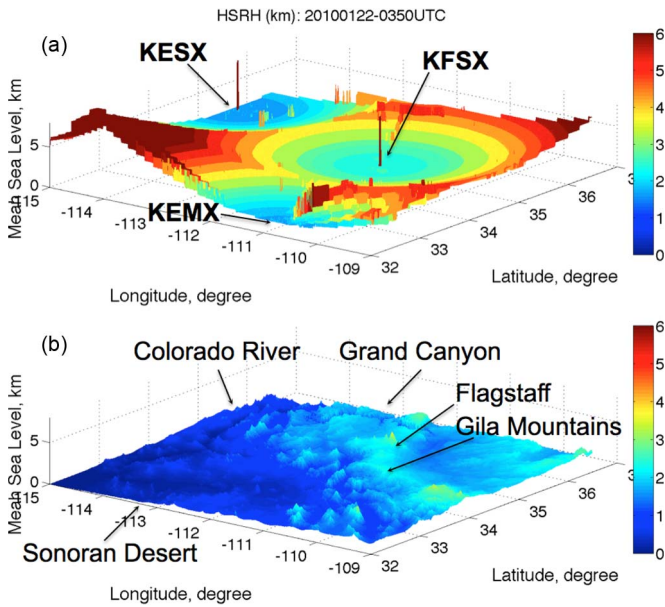 HSRH (km): 20100122-0350UTC
(a)
KESX
KFSX
KEMX
Mean Sea Level, km
5
0
-115
-114
-113
-112
-111
-110
-109
32
33
34
35
36
3
Longitude, degree
Latitude, degree
6
5
4
3
2
1
0
(b)
Colorado River
Grand Canyon
Flagstaff
Gila Mountains
Sonoran Desert
Mean Sea Level, km
5
0
-115
-114
-113
-112
-111
-110
-109
32
33
34
35
36
3
Longitude, degree
Latitude, degree
6
5
4
3
2
1
0